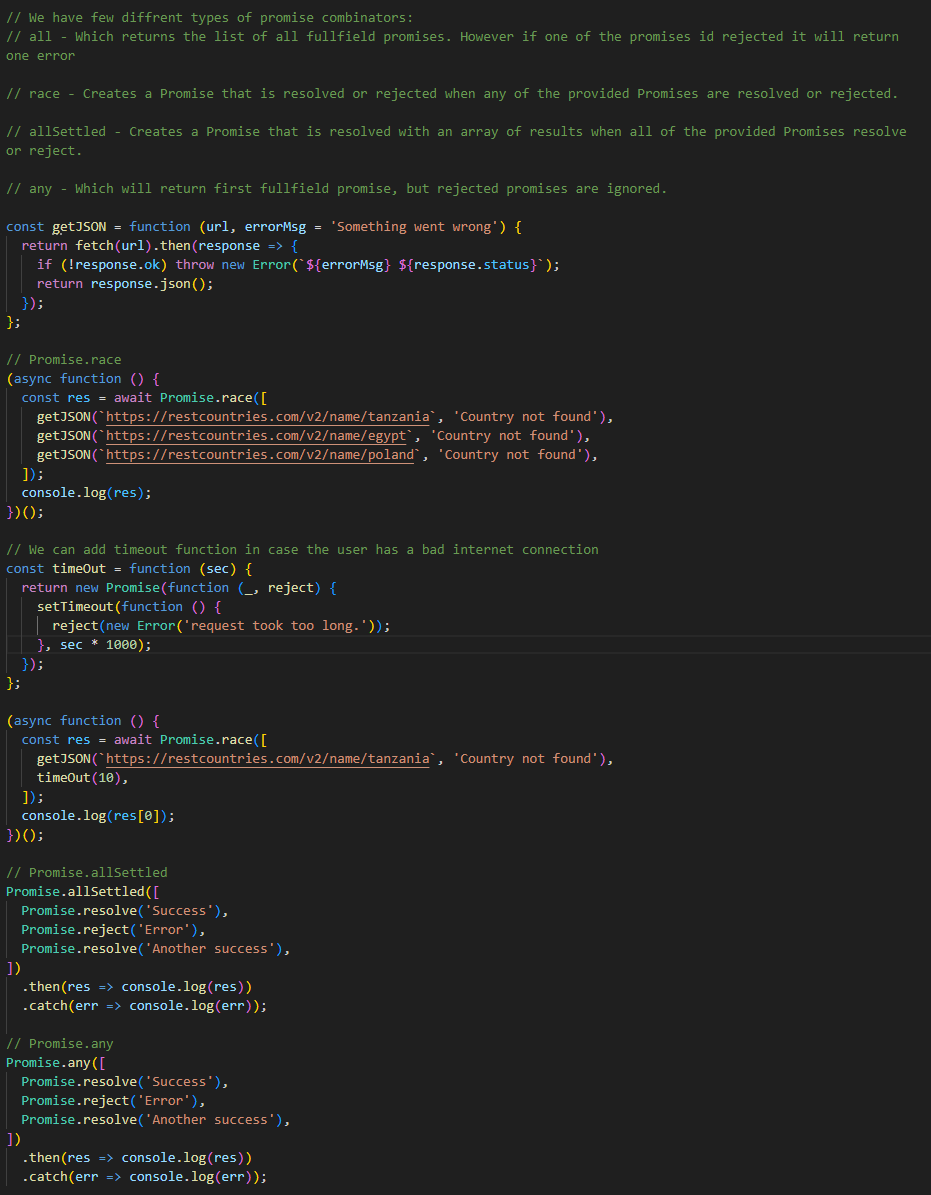 // We have few diffrent types of promise combinators:
// all - Which returns the list of all fullfield promises. However if one of the promises id rejected it will return
one error
// race - Creates a Promise that is resolved or rejected when any of the provided Promises are resolved or rejected.
// allSettled - Creates a Promise that is resolved with an array of results when all of the provided Promises resolve
or reject.
// any - Which will return first fullfield promise, but rejected promises are ignored.
const getJSON = function (url, errorMsg = 'Something went wrong') {
  return fetch(url).then(response => {
    if (!response.ok) throw new Error(`${errorMsg} ${response.status}`);
    return response.json();
  });
};
// Promise.race
(async function () {
  const res = await Promise.race([
    getJSON(`https://restcountries.com/v2/name/tanzania`, 'Country not found'),
    getJSON(`https://restcountries.com/v2/name/egypt`, 'Country not found'),
    getJSON(`https://restcountries.com/v2/name/poland`, 'Country not found'),
  ]);
  console.log(res);
})();
// We can add timeout function in case the user has a bad internet connection
const timeOut = function (sec) {
  return new Promise(function (_, reject) {
    setTimeout(function () {
      reject(new Error('request took too long.'));
    }, sec * 1000);
  });
};
(async function () {
  const res = await Promise.race([
    getJSON(`https://restcountries.com/v2/name/tanzania`, 'Country not found'),
    timeOut(10),
  ]);
  console.log(res[0]);
})();
// Promise.allSettled
Promise.allSettled([
  Promise.resolve('Success'),
  Promise.reject('Error'),
  Promise.resolve('Another success'),
])
  .then(res => console.log(res))
  .catch(err => console.log(err));
// Promise.any
Promise.any([
  Promise.resolve('Success'),
  Promise.reject('Error'),
  Promise.resolve('Another success'),
])
  .then(res => console.log(res))
  .catch(err => console.log(err));